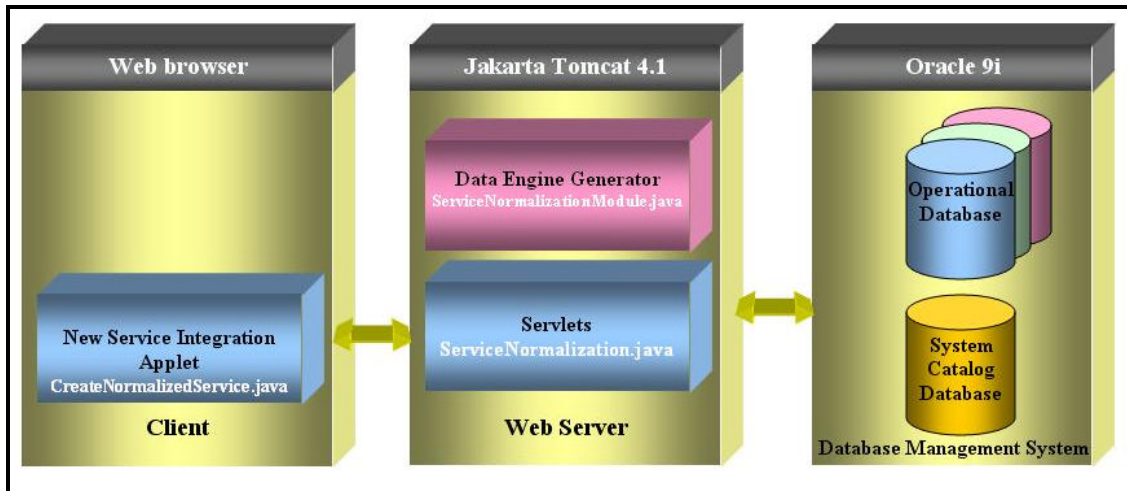 Web browser
New Service Integration
Applet
CreateNormalizedService.java
Client
Jakarta Tomcat 4.1
Data Engine Generator
ServiceNormalizationModule.java
Servlets
ServiceNormalization.java
Web Server
Oracle 9i
Operational
Database
System
Catalog
Database
Database Management System